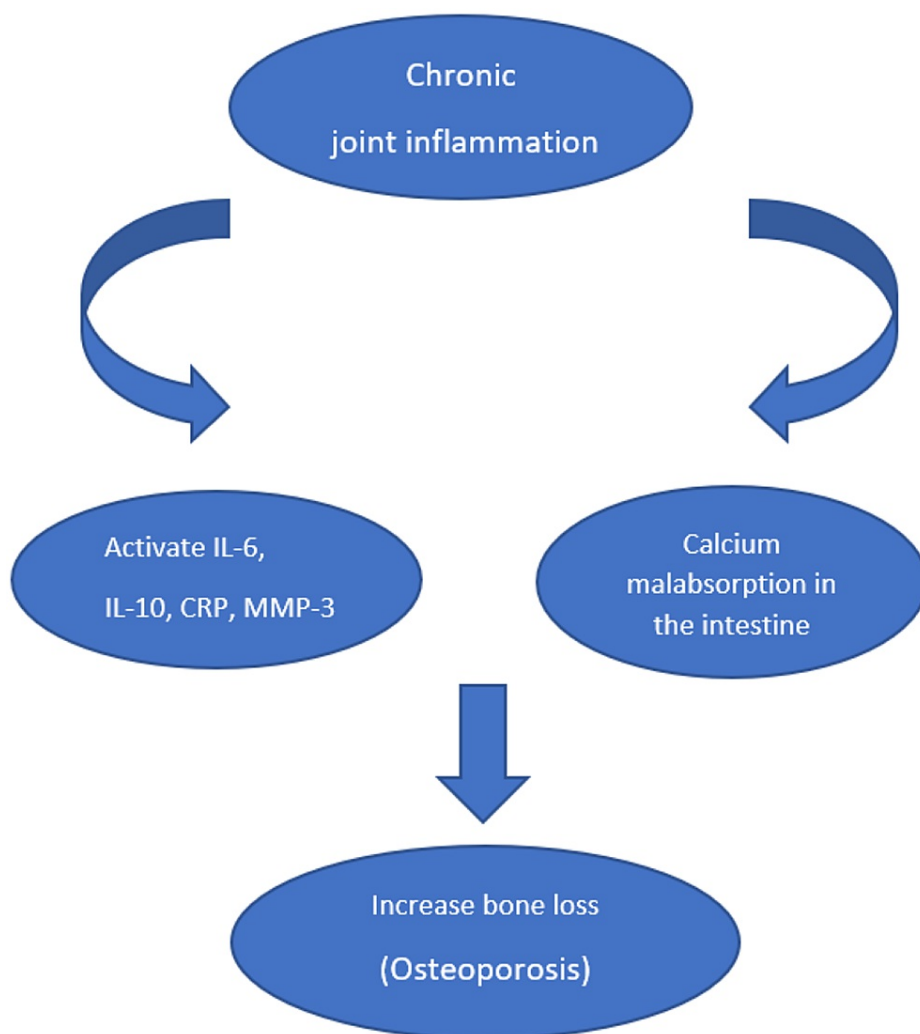 Chronic
joint inflammation
Activate IL-6,
IL-10, CRP, MMP-3
Calcium
malabsorption in
the intestine
Increase bone loss
(Osteoporosis)